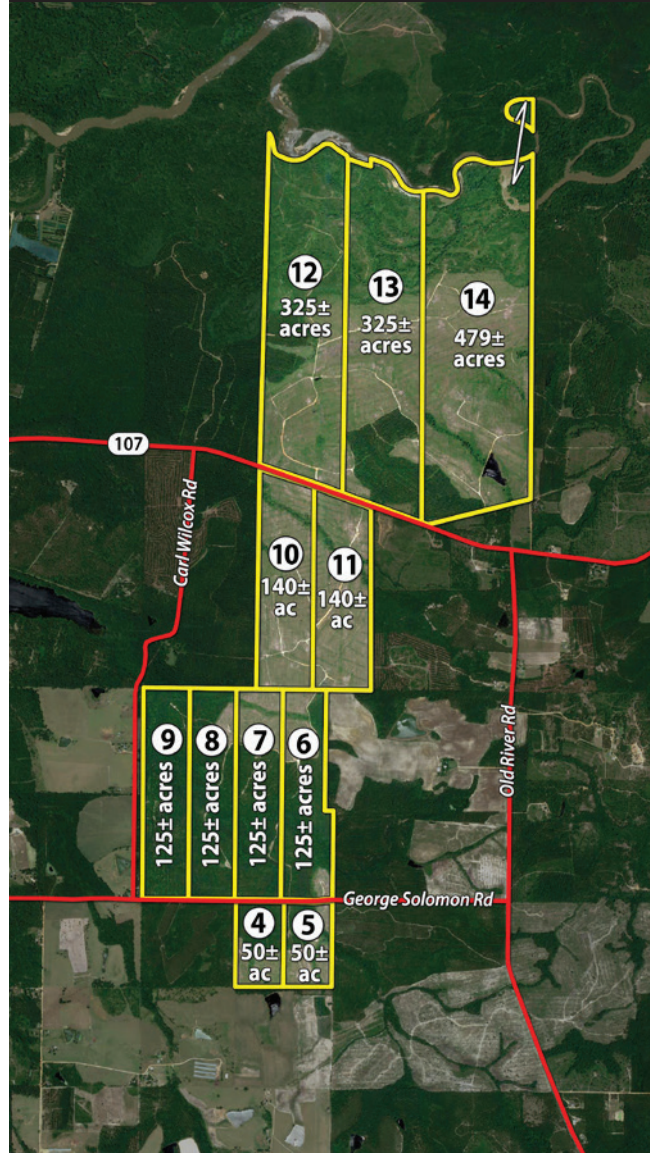 12
325±
acres
13
325±
acres
14
479±
acres
107
Carl Wilcox Rd
10
140±
ac
11
140±
ac
Old River Rd
9
125± acres
8
125± acres
7
125± acres
6
125± acres
George Solomon Rd
4
50±
ac
5
50±
ac